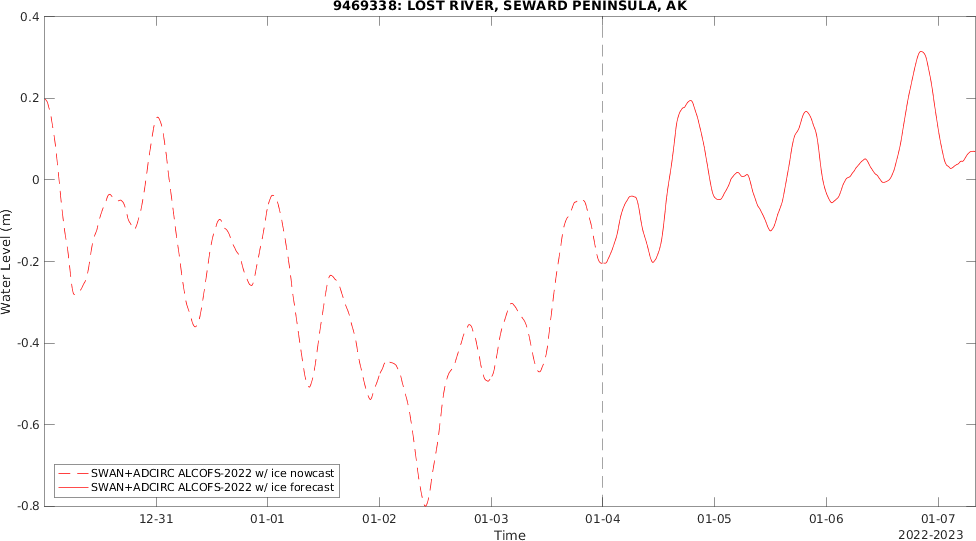 9469338: LOST RIVER, SEWARD PENINSULA, AK
0.4
0.2
0
-0.2
-0.4
-0.6
-0.8
Water Level (m)
SWAN+ADCIRC ALCOFS-2022 w/ ice nowcast
SWAN+ADCIRC ALCOFS-2022 w/ ice forecast
12-31 01-01 01-02 01-03 01-04 01-05 01-06 01-07
Time
2022-2023